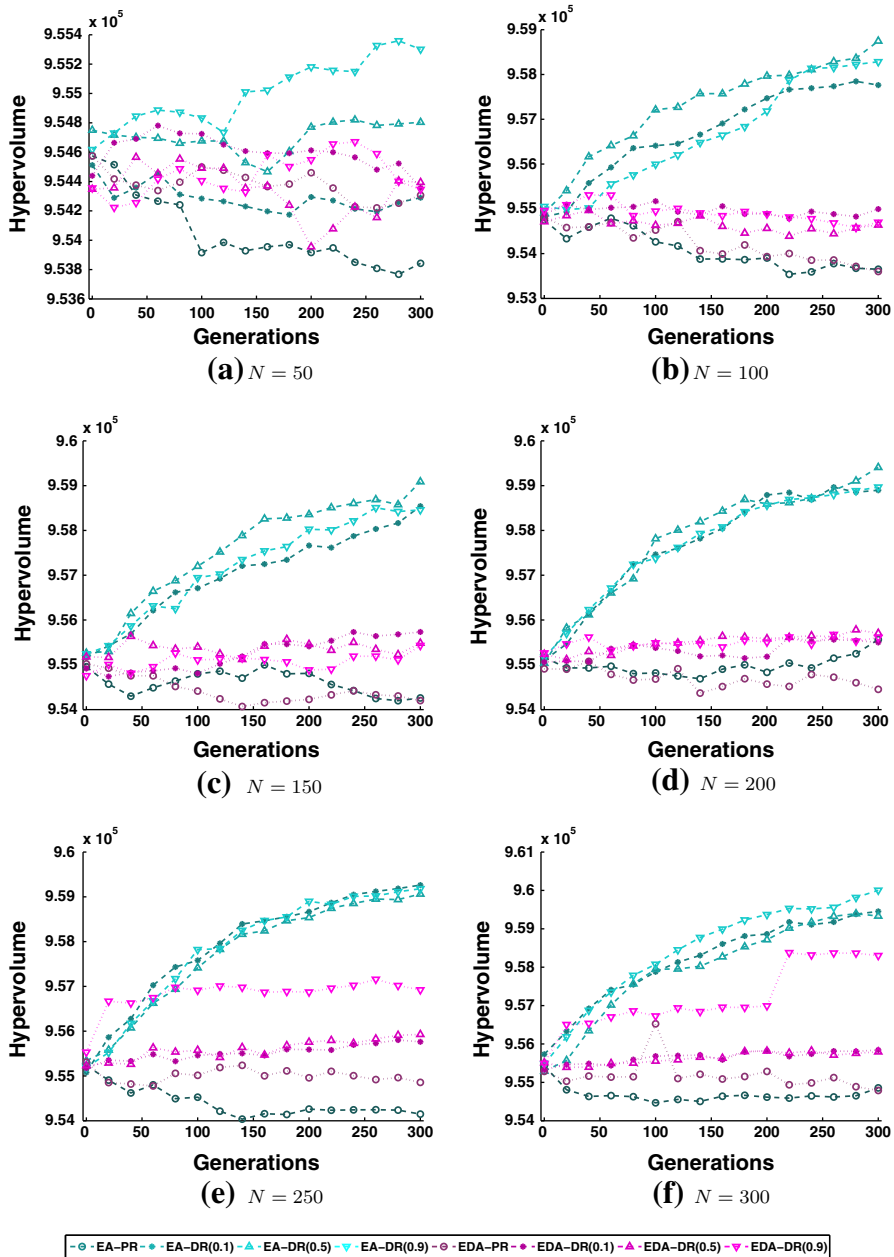 x 10^5
9.554
9.552
9.55
9.548
9.546
9.544
9.542
9.54
9.538
9.536
0 50 100 150 200 250 300
Hypervolume
Generations
(a) N = 50
x 10^5
9.59
9.58
9.57
9.56
9.55
9.54
9.53
0 50 100 150 200 250 300
Hypervolume
Generations
(b) N = 100
x 10^5
9.6
9.59
9.58
9.57
9.56
9.55
9.54
0 50 100 150 200 250 300
Hypervolume
Generations
(c) N = 150
x 10^5
9.6
9.59
9.58
9.57
9.56
9.55
9.54
0 50 100 150 200 250 300
Hypervolume
Generations
(d) N = 200
x 10^5
9.6
9.59
9.58
9.57
9.56
9.55
9.54
0 50 100 150 200 250 300
Hypervolume
Generations
(e) N = 250
x 10^5
9.61
9.6
9.59
9.58
9.57
9.56
9.55
9.54
0 50 100 150 200 250 300
Hypervolume
Generations
(f) N = 300
EA-PR EA-DR(0.1) EA-DR(0.5) EA-DR(0.9) EDA-PR EDA-DR(0.1) EDA-DR(0.5) EDA-DR(0.9)